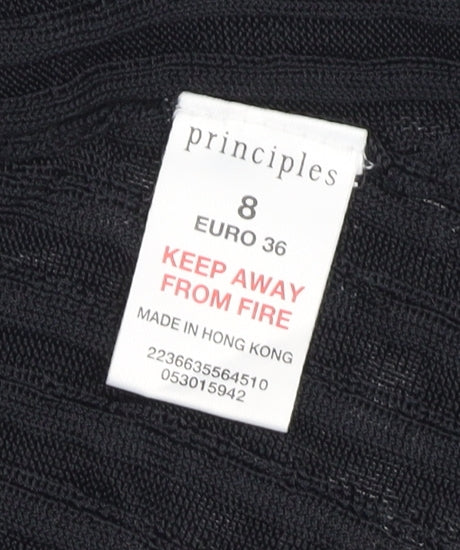 principles
8
EURO 36
KEEP AWAY
FROM FIRE
MADE IN HONG KONG
2236635564510
053015942